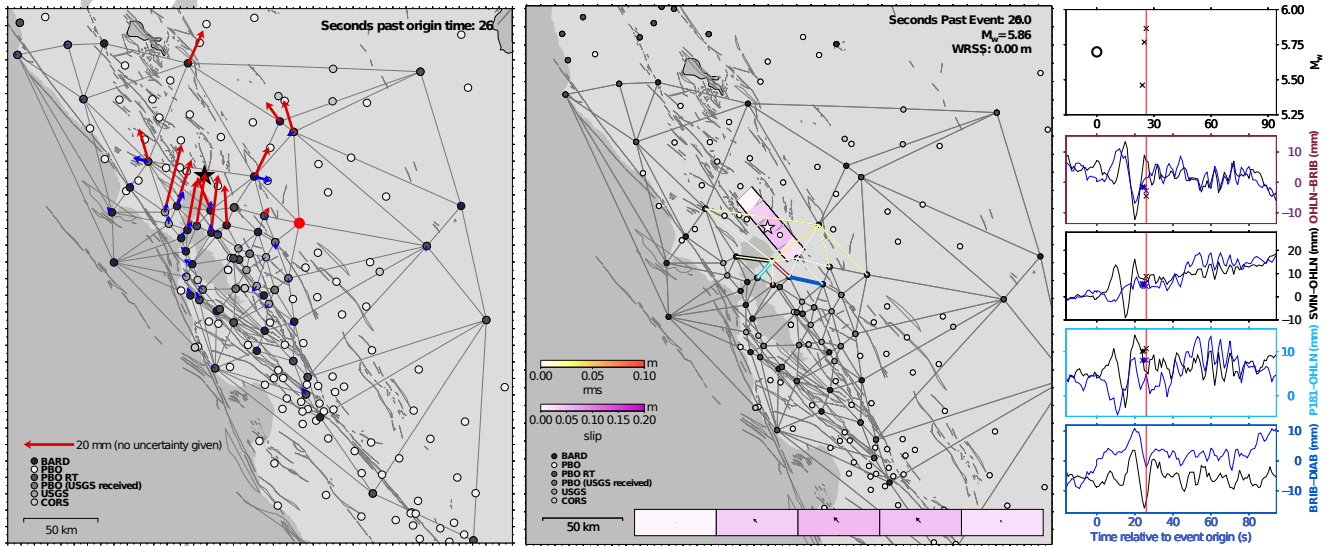 Seconds past origin time: 26
20 mm (no uncertainty given)
BARD
PBO
PBO RT
PBO (USGS received)
USGS
CORS
50 km
Seconds Past Event: 26.0
Mw=5.86
WRSS: 0.00 m
m
0.00 0.05 0.10
rms
m
0.00 0.05 0.10 0.15 0.20
slip
BARD
PBO
PBO RT
PBO (USGS received)
USGS
CORS
50 km
6.00
5.75
5.50
5.25
Mw
0 30 60 90
10
0
−10
OHLN−BRIB (mm)
20
10
0
−10
SVIN−OHLN (mm)
10
0
P181−OHLN (mm)
10
0
−10
BRIB−DIAB (mm)
0 20 40 60 80
Time relative to event origin (s)